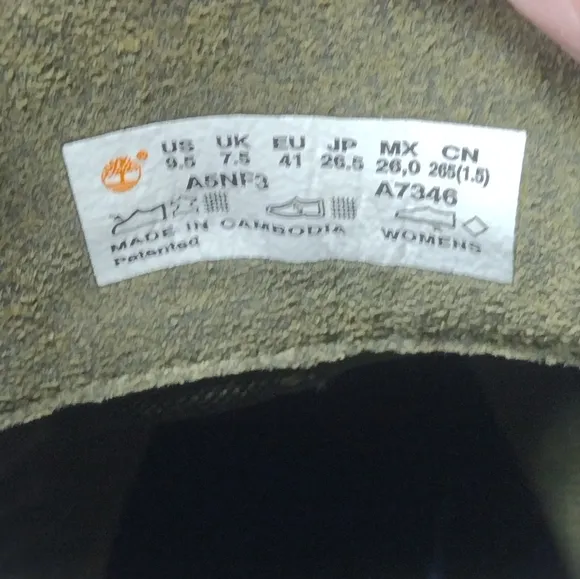 US UK EU JP MX CN
9.5 7.5 41 26.5 26,0 265(1.5)
A5NF3 A7346
MADE IN CAMBODIA WOMENS
Patented